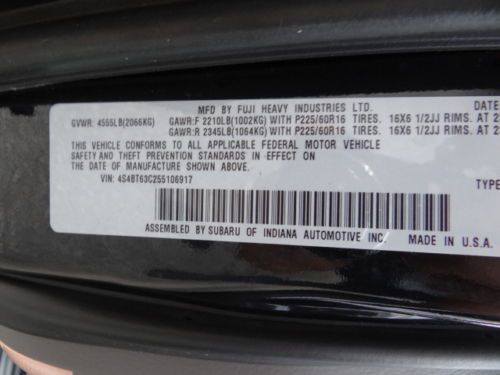 MFD BY FUJI HEAVY INDUSTRIES LTD.
GVWR: 4555LB(2066KG) GAWR:F 2210LB(1002KG) WITH P225/60R16 TIRES. 16X6 1/2JJ RIMS. AT
GAWR:R 2345LB(1064KG) WITH P225/60R16 TIRES. 16X6 1/2JJ RIMS. AT
THIS VEHICLE CONFORMS TO ALL APPLICABLE FEDERAL MOTOR VEHICLE
SAFETY AND THEFT PREVENTION STANDARDS IN EFFECT ON
THE DATE OF MANUFACTURE SHOWN ABOVE.
VIN: 4S4BT63C255106917
TYPE
ASSEMBLED BY SUBARU OF INDIANA AUTOMOTIVE INC. MADE IN U.S.A.